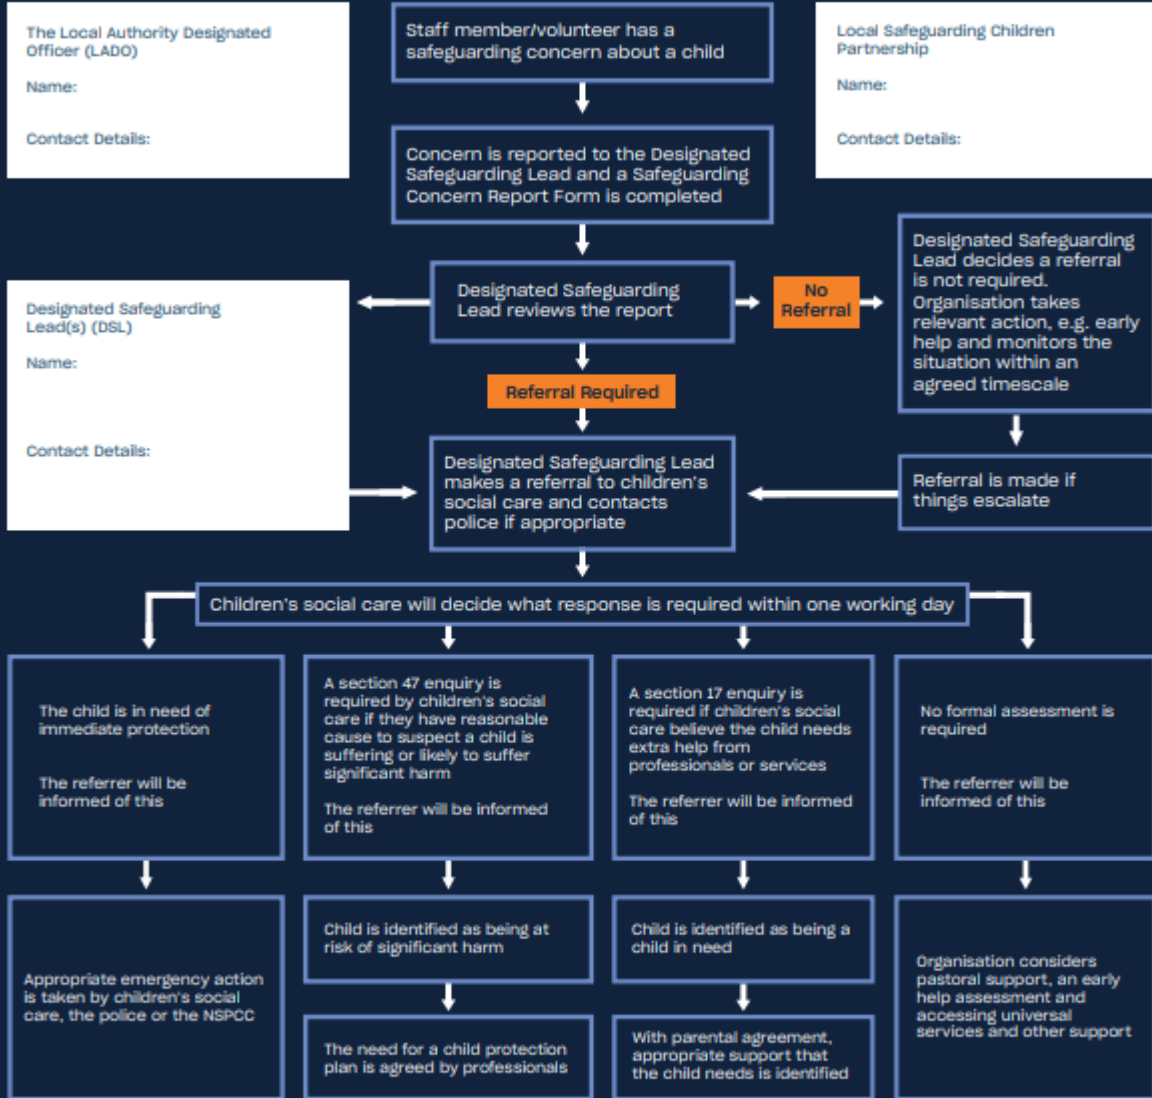 The Local Authority Designated
Officer (LADO)
Name:
Contact Details:
Staff member/volunteer has a
safeguarding concern about a child
Local Safeguarding Children
Partnership
Name:
Contact Details:
Concern is reported to the Designated
Safeguarding Lead and a Safeguarding
Concern Report Form is completed
Designated Safeguarding
Lead(s) (DSL)
Name:
Contact Details:
Designated Safeguarding
Lead reviews the report
No
Referral
Designated Safeguarding
Lead decides a referral
is not required.
Organisation takes
relevant action, e.g. early
help and monitors the
situation within an
agreed timescale
Referral Required
Designated Safeguarding Lead
makes a referral to children's
social care and contacts
police if appropriate
Referral is made if
things escalate
Children's social care will decide what response is required within one working day
The child is in need of
immediate protection
The referrer will be
informed of this
A section 47 enquiry is
required by children's social
care if they have reasonable
cause to suspect a child is
suffering or likely to suffer
significant harm
The referrer will be informed
of this
A section 17 enquiry is
required if children's social
care believe the child needs
extra help from
professionals or services
The referrer will be informed
of this
No formal assessment is
required
The referrer will be
informed of this
Appropriate emergency action
is taken by children's social
care, the police or the NSPCC
Child is identified as being at
risk of significant harm
The need for a child protection
plan is agreed by professionals
Child is identified as being a
child in need
With parental agreement,
appropriate support that
the child needs is identified
Organisation considers
pastoral support, an early
help assessment and
accessing universal
services and other support